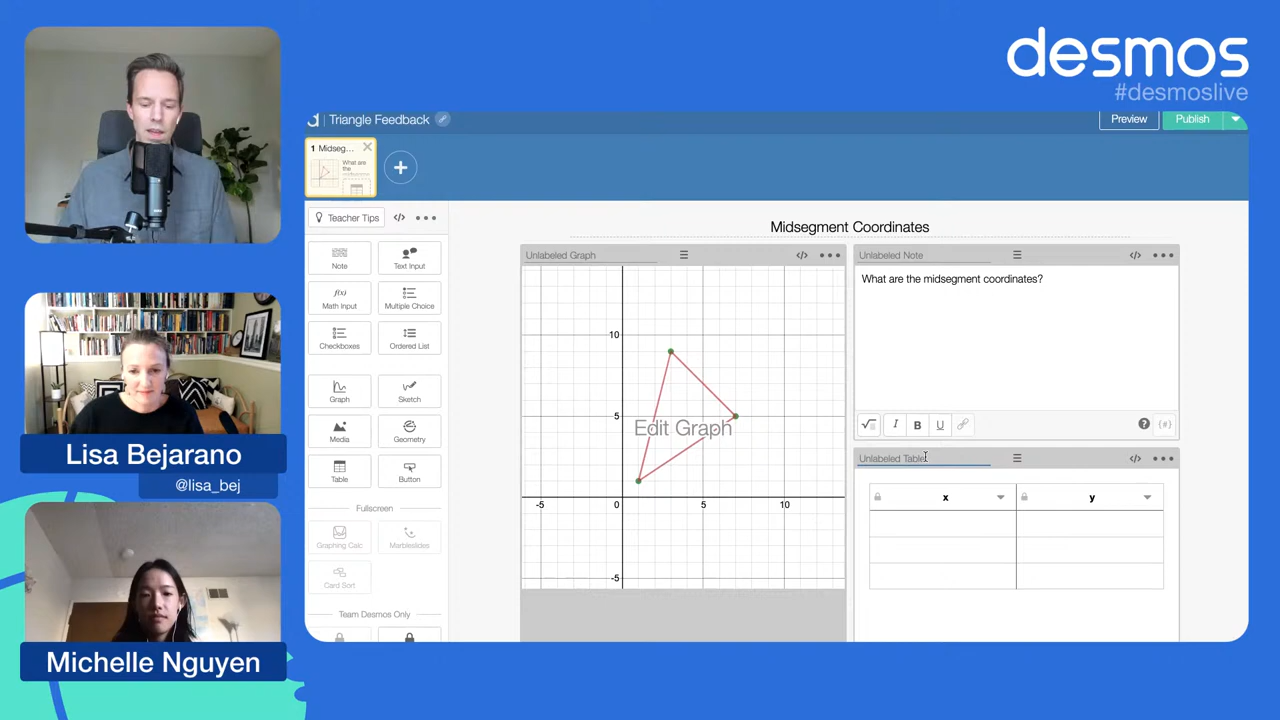 desmos
#desmoslive
Triangle Feedback
Preview
Publish
1 Midseg...
What are
the
Teacher Tips
Midsegment Coordinates
Note
Text Input
f(x)
Math Input
Multiple Choice
Checkboxes
Ordered List
Graph
Sketch
Media
Geometry
Table
Button
Fullscreen
Graphing Calc
Marbleslides
Card Sort
Team Desmos Only
Unlabeled Graph
10
5
Edit Graph
-5
5
10
-5
Unlabeled Note
What are the midsegment coordinates?
I
B
U
{#}
Unlabeled Table
x
y
Lisa Bejarano
@lisa_bej
Michelle Nguyen